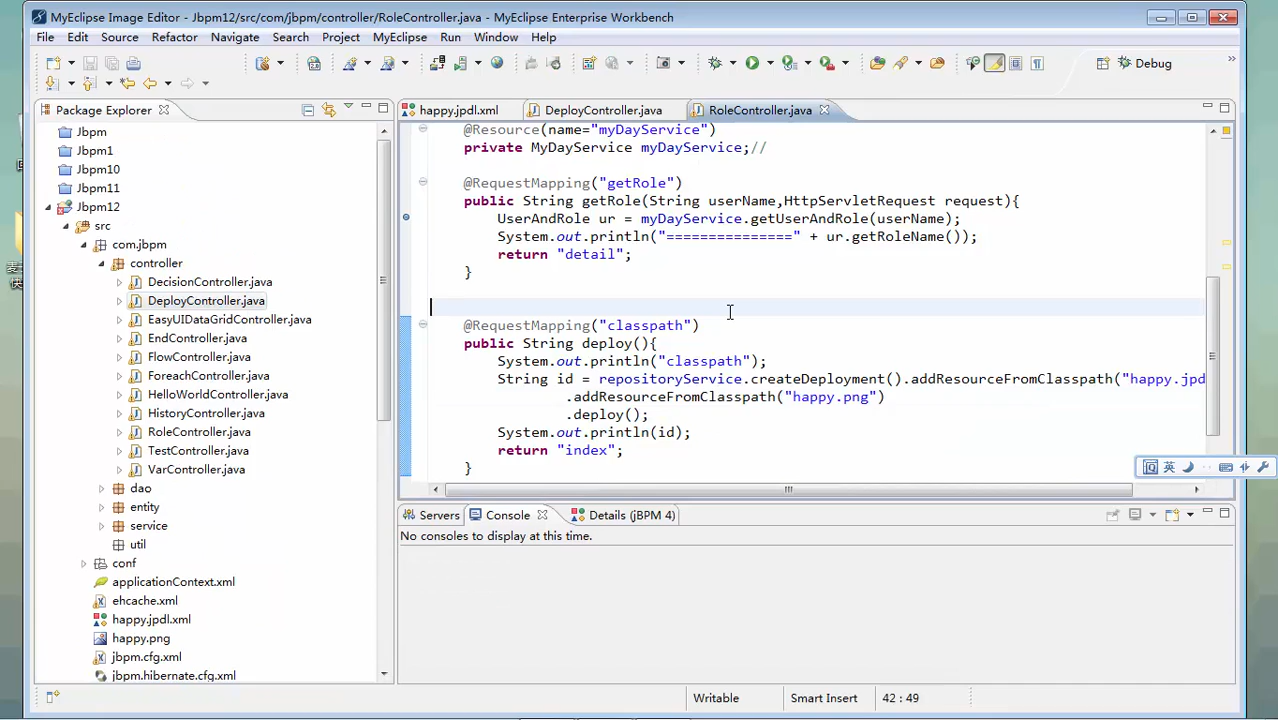 MyEclipse Image Editor - Jbpm12/src/com/jbpm/controller/RoleController.java - MyEclipse Enterprise Workbench
File Edit Source Refactor Navigate Search Project MyEclipse Run Window Help
Debug
Package Explorer
happy.jpdl.xml DeployController.java RoleController.java
Jbpm
Jbpm1
Jbpm10
Jbpm11
Jbpm12
src
com.jbpm
controller
DecisionController.java
DeployController.java
EasyUIDataGridController.java
EndController.java
FlowController.java
ForeachController.java
HelloWorldController.java
HistoryController.java
RoleController.java
TestController.java
VarController.java
dao
entity
service
util
conf
applicationContext.xml
ehcache.xml
happy.jpdl.xml
happy.png
jbpm.cfg.xml
jbpm.hibernate.cfg.xml
@Resource(name="myDayService")
private MyDayService myDayService;//
@RequestMapping("getRole")
public String getRole(String userName,HttpServletRequest request){
UserAndRole ur = myDayService.getUserAndRole(userName);
System.out.println("===============" + ur.getRoleName());
return "detail";
}
@RequestMapping("classpath")
public String deploy(){
System.out.println("classpath");
String id = repositoryService.createDeployment().addResourceFromClasspath("happy.jpd
.addResourceFromClasspath("happy.png")
.deploy();
System.out.println(id);
return "index";
}
英
Servers Console Details (jBPM 4)
No consoles to display at this time.
Writable Smart Insert 42 : 49